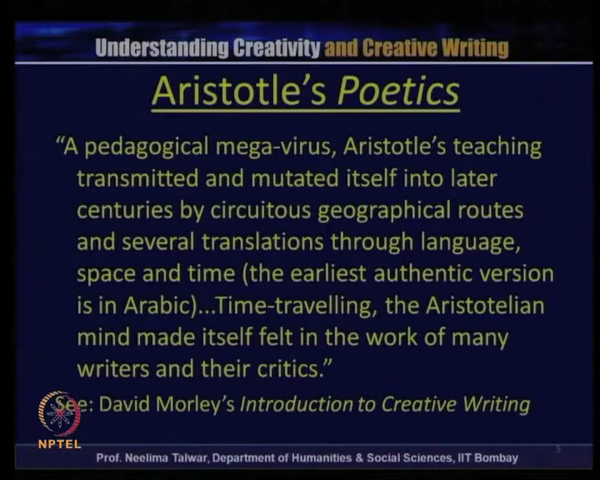 Understanding Creativity and Creative Writing
Aristotle's Poetics
“A pedagogical mega-virus, Aristotle's teaching
transmitted and mutated itself into later
centuries by circuitous geographical routes
and several translations through language,
space and time (the earliest authentic version
is in Arabic)...Time-travelling, the Aristotelian
mind made itself felt in the work of many
writers and their critics.”
See: David Morley's Introduction to Creative Writing
NPTEL
5
Prof. Neelima Talwar, Department of Humanities & Social Sciences, IIT Bombay